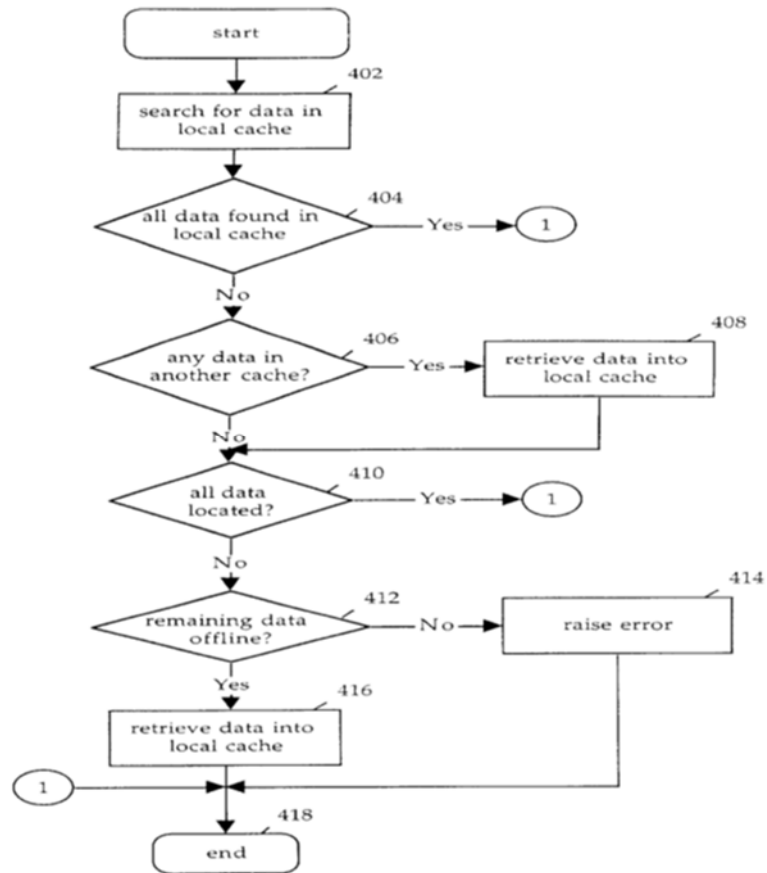 start
402
search for data in
local cache
404
all data found in
local cache
Yes
1
No
406
any data in
another cache?
Yes
408
retrieve data into
local cache
No
410
all data
located?
Yes
1
No
412
remaining data
offline?
No
414
raise error
Yes
416
retrieve data into
local cache
1
418
end